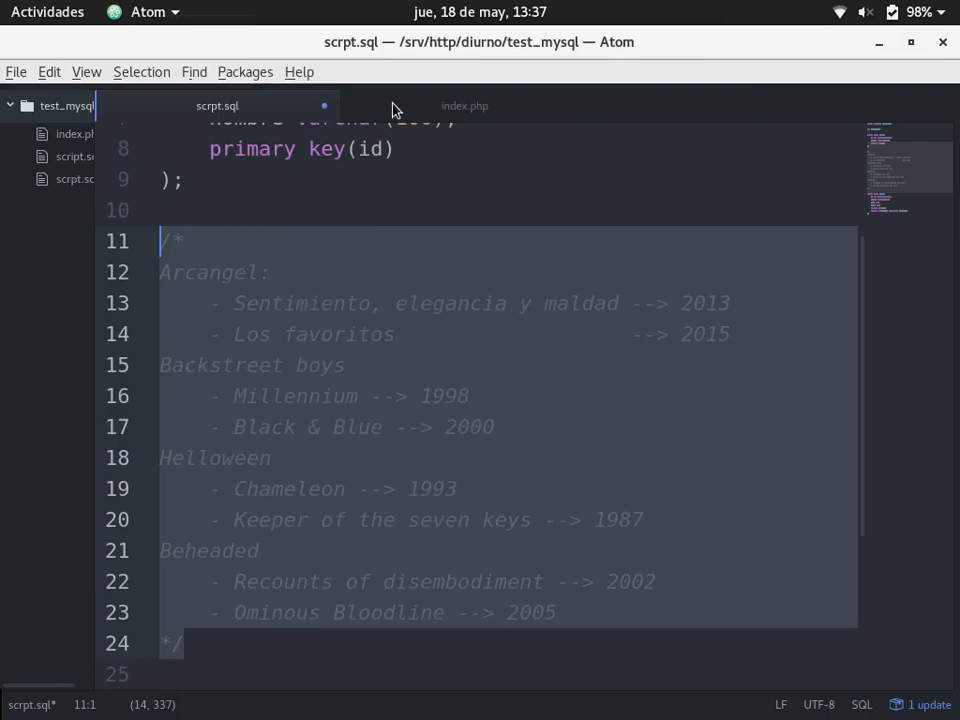 Actividades Atom jue, 18 de may, 13:37 98%
scrpt.sql — /srv/http/diurno/test_mysql — Atom
File Edit View Selection Find Packages Help
test_mysql scrpt.sql index.php
index.ph
script.sc
scrpt.sc
8 primary key(id)
9 );
10
11 /*
12 Arcangel:
13 - Sentimiento, elegancia y maldad --> 2013
14 - Los favoritos --> 2015
15 Backstreet boys
16 - Millennium --> 1998
17 - Black & Blue --> 2000
18 Helloween
19 - Chameleon --> 1993
20 - Keeper of the seven keys --> 1987
21 Beheaded
22 - Recounts of disembodiment --> 2002
23 - Ominous Bloodline --> 2005
24 */
25
scrpt.sql* 11:1 (14, 337) LF UTF-8 SQL 1 update